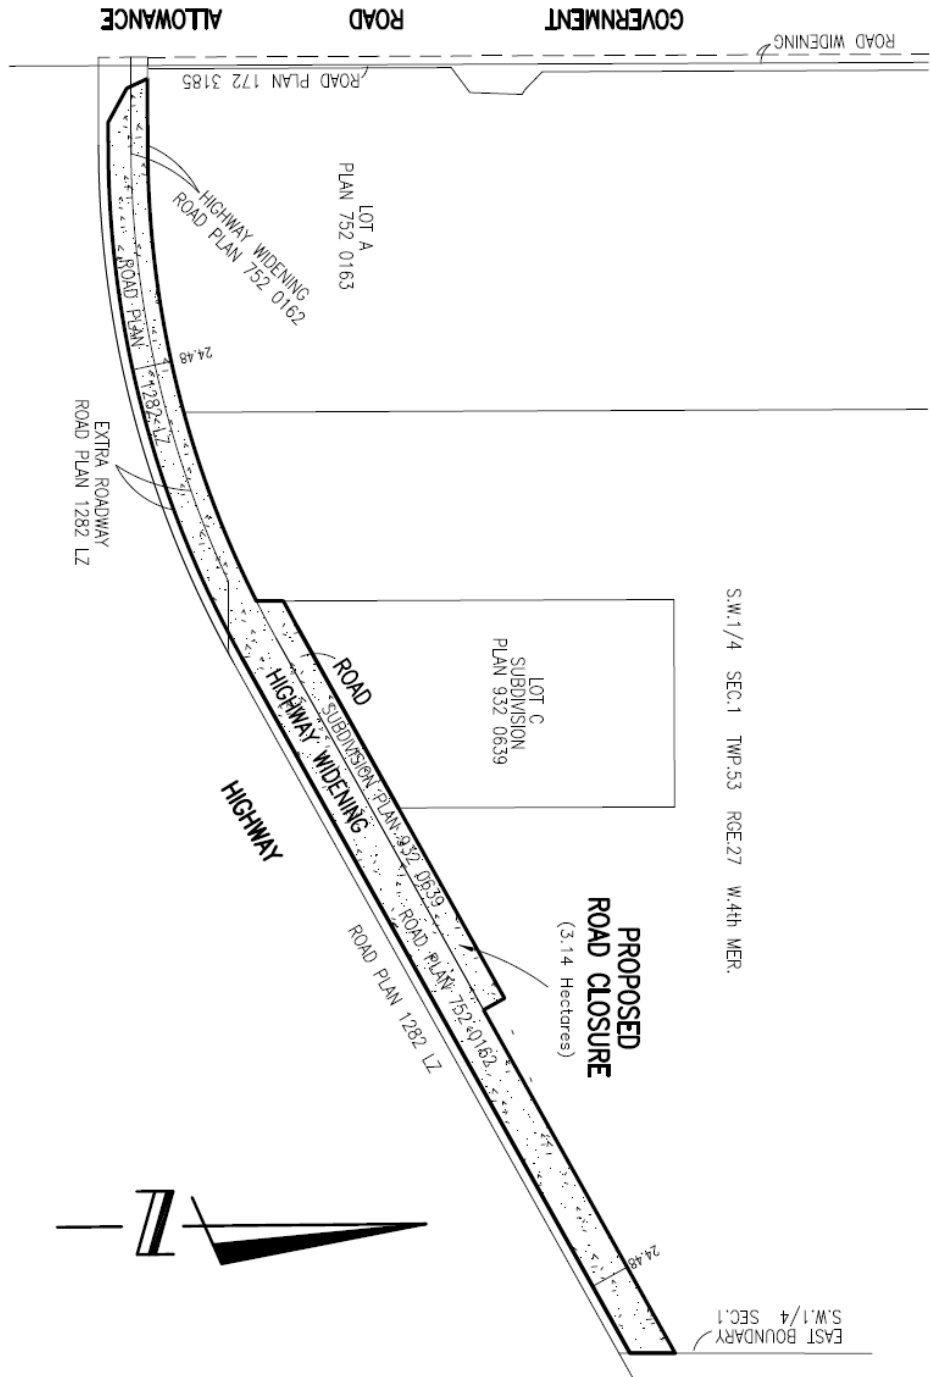 GOVERNMENT
ROAD
ALLOWANCE
ROAD WIDENING
ROAD PLAN 172 3185
LOT A
PLAN 752 0163
HIGHWAY WIDENING
ROAD PLAN 752 0162
ROAD PLAN
1282 LZ
24.48
EXTRA ROADWAY
ROAD PLAN 1282 LZ
S.W.1/4 SEC.1 TWP.53 RGE.27 W.4th MER.
LOT C
SUBDIVISION
PLAN 932 0639
ROAD
SUBDIVISION PLAN 932 0639
HIGHWAY WIDENING
ROAD PLAN 752 0162
HIGHWAY
ROAD PLAN 1282 LZ
PROPOSED
ROAD CLOSURE
(3.14 Hectares)
24.48
EAST BOUNDARY
S.W.1/4 SEC.1
N